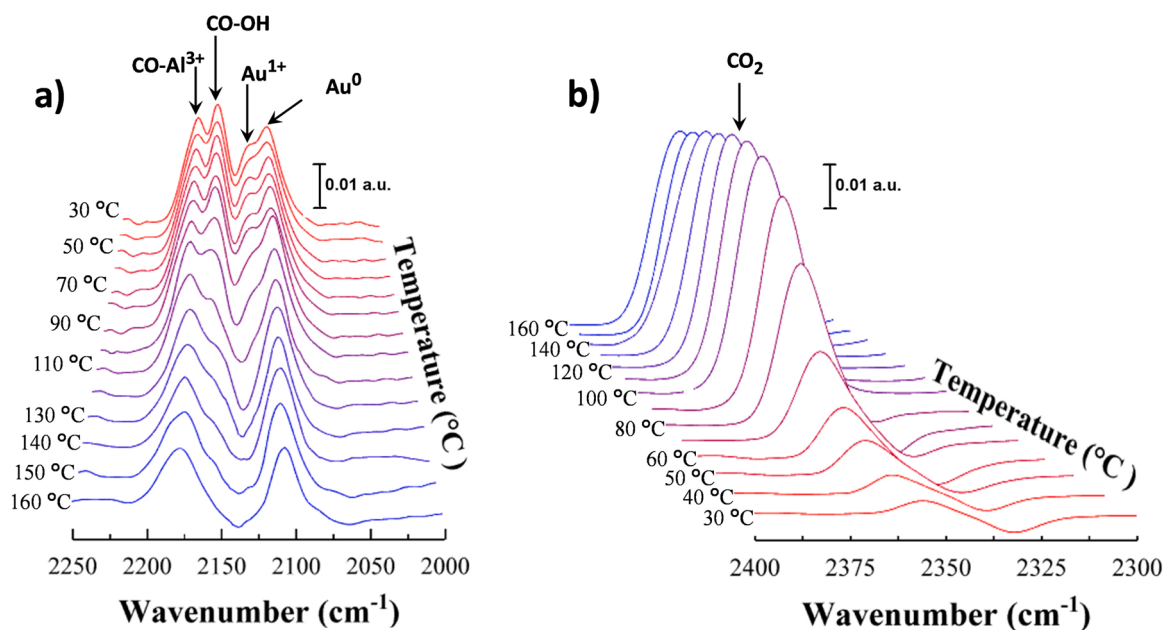 a)
CO-OH
CO-Al3+
Au1+
Au0
0.01 a.u.
30 °C
50 °C
70 °C
90 °C
110 °C
130 °C
140 °C
150 °C
160 °C
Temperature (°C )
2250
2200
2150
2100
2050
2000
Wavenumber (cm-1)
b)
CO2
0.01 a.u.
160 °C
140 °C
120 °C
100 °C
80 °C
60 °C
50 °C
40 °C
30 °C
Temperature (°C )
2400
2375
2350
2325
2300
Wavenumber (cm-1)